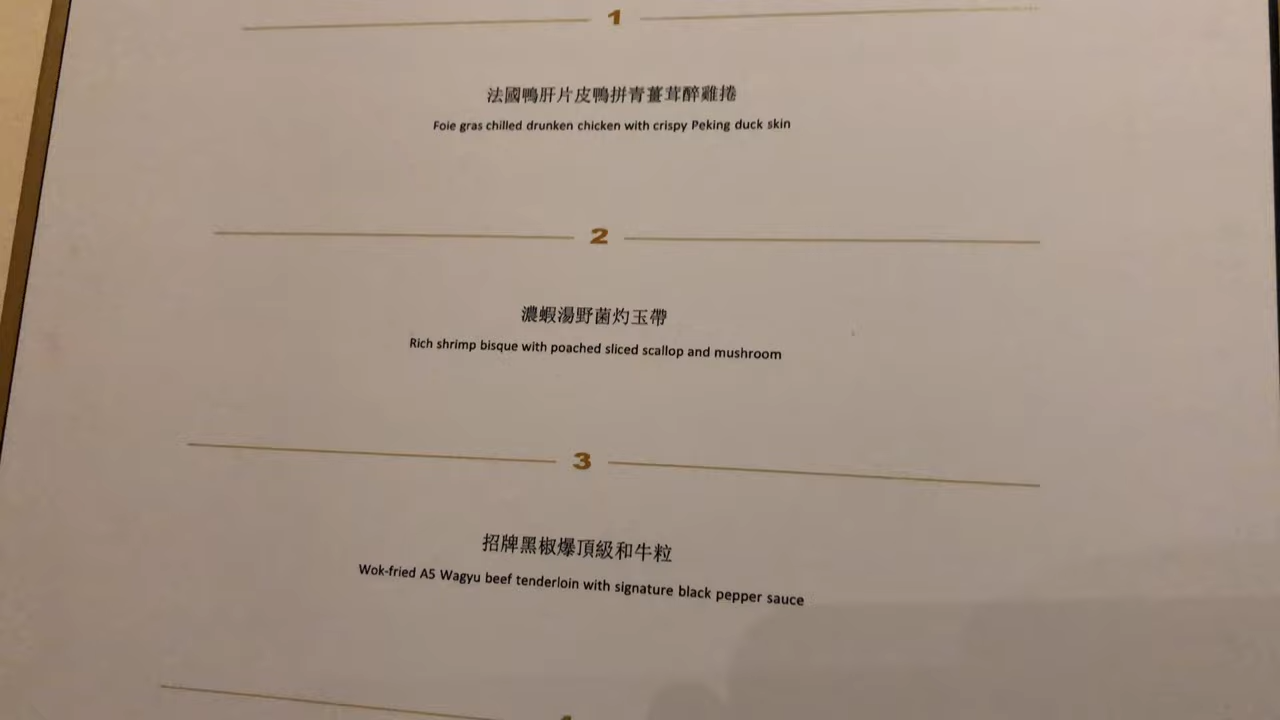 1
法國鴨肝片皮鴨拼青薑茸醉雞捲
Foie gras chilled drunken chicken with crispy Peking duck skin
2
濃蝦湯野菌灼玉帶
Rich shrimp bisque with poached sliced scallop and mushroom
3
招牌黑椒爆頂級和牛粒
Wok-fried A5 Wagyu beef tenderloin with signature black pepper sauce